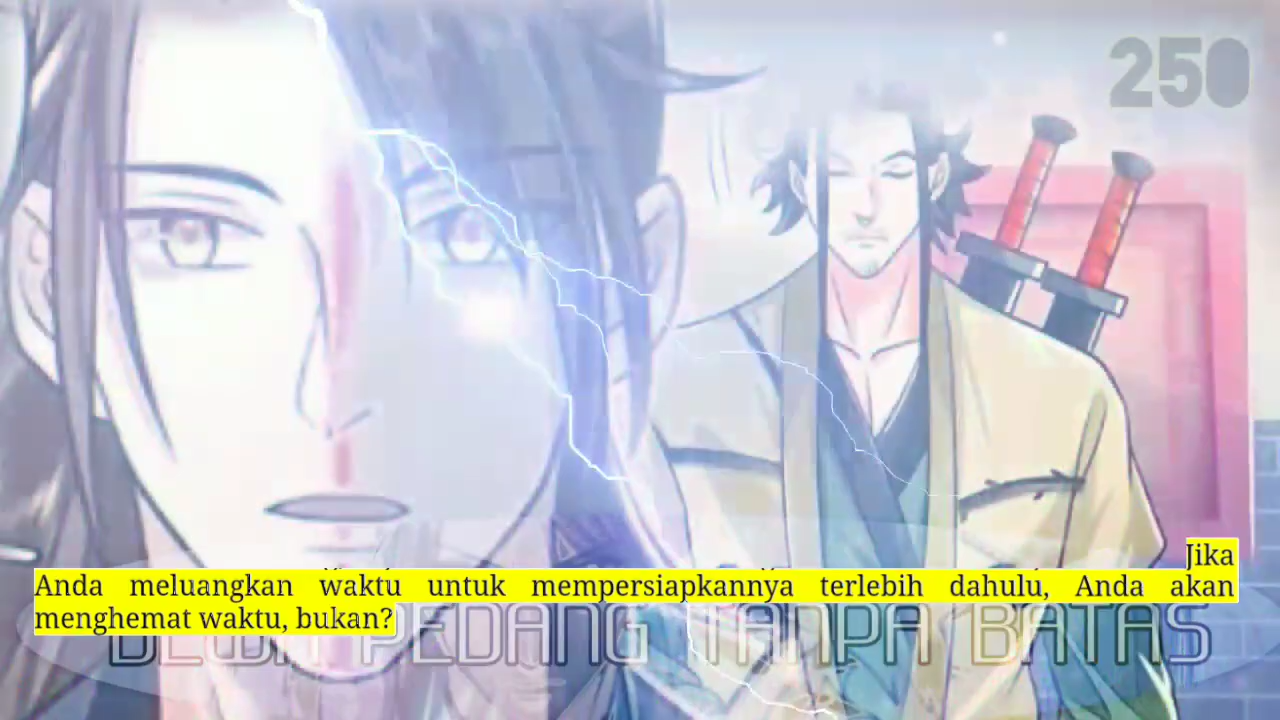 250
Jika
Anda meluangkan waktu untuk mempersiapkannya terlebih dahulu, Anda akan
menghemat waktu, bukan?
DEWA PEDANG TANPA BATAS